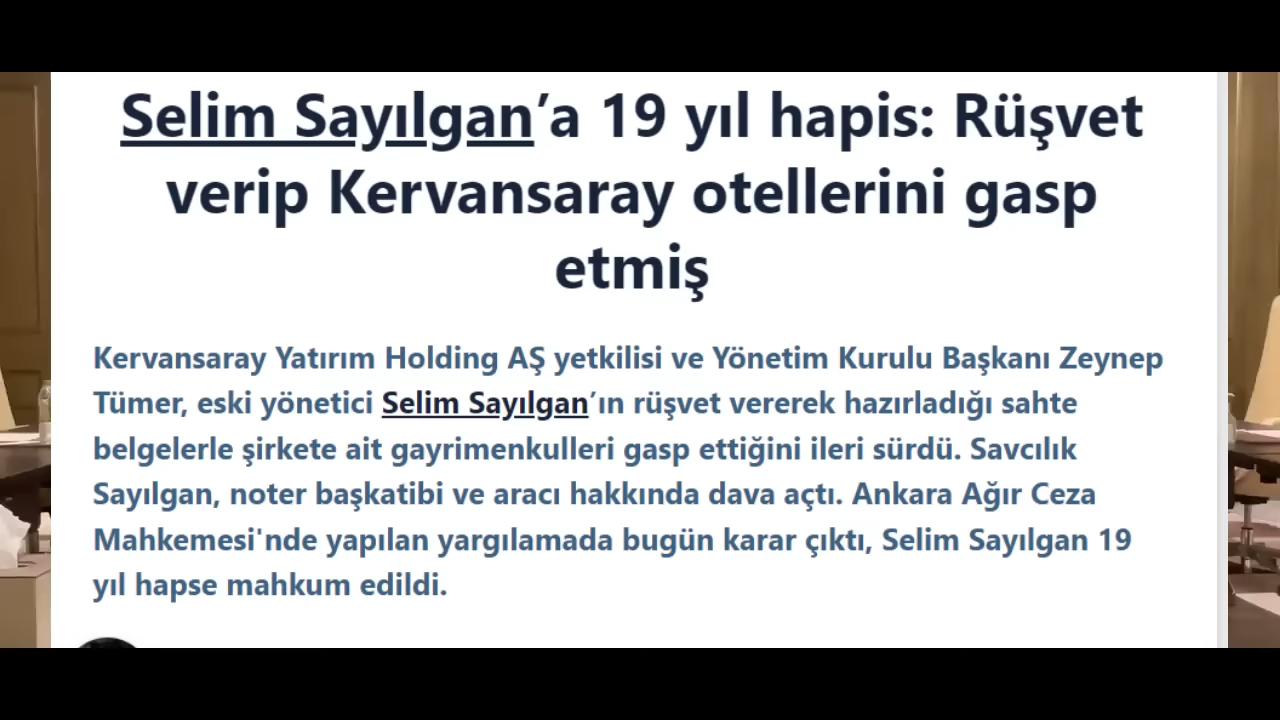 Selim Sayılgan’a 19 yıl hapis: Rüşvet
verip Kervansaray otellerini gasp
etmiş
Kervansaray Yatırım Holding AŞ yetkilisi ve Yönetim Kurulu Başkanı Zeynep
Tümer, eski yönetici Selim Sayılgan’ın rüşvet vererek hazırladığı sahte
belgelerle şirkete ait gayrimenkulleri gasp ettiğini ileri sürdü. Savcılık
Sayılgan, noter başkatibi ve aracı hakkında dava açtı. Ankara Ağır Ceza
Mahkemesi'nde yapılan yargılamada bugün karar çıktı, Selim Sayılgan 19
yıl hapse mahkum edildi.